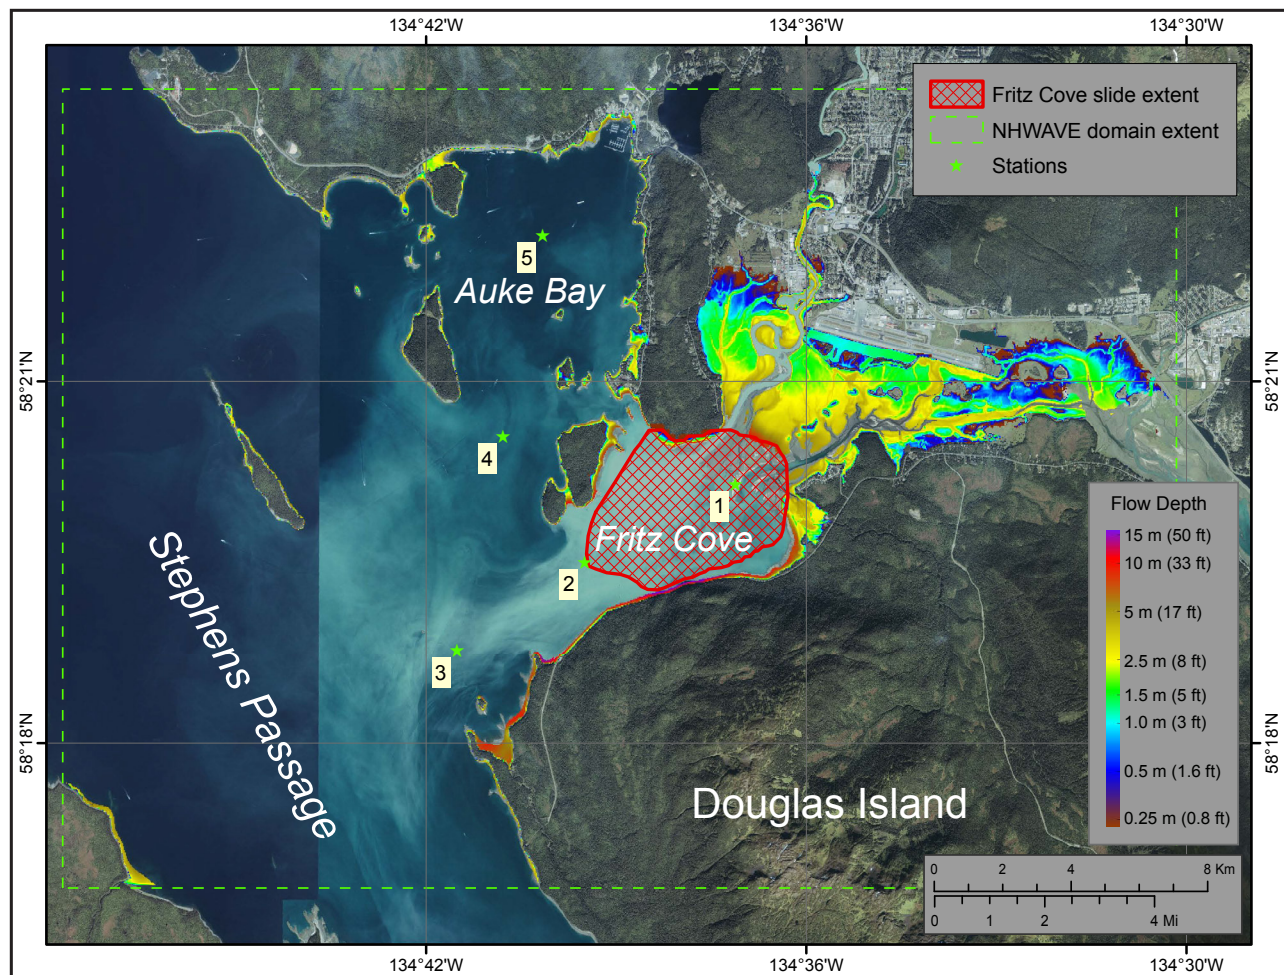 134°42'W
134°36'W
134°30'W
Fritz Cove slide extent
NHWAVE domain extent
Stations
5
Auke Bay
58°21'N
58°21'N
4
1
Fritz Cove
2
3
Stephens Passage
58°18'N
58°18'N
Douglas Island
Flow Depth
15 m (50 ft)
10 m (33 ft)
5 m (17 ft)
2.5 m (8 ft)
1.5 m (5 ft)
1.0 m (3 ft)
0.5 m (1.6 ft)
0.25 m (0.8 ft)
0 2 4 8 Km
0 1 2 4 Mi
134°42'W
134°36'W
134°30'W